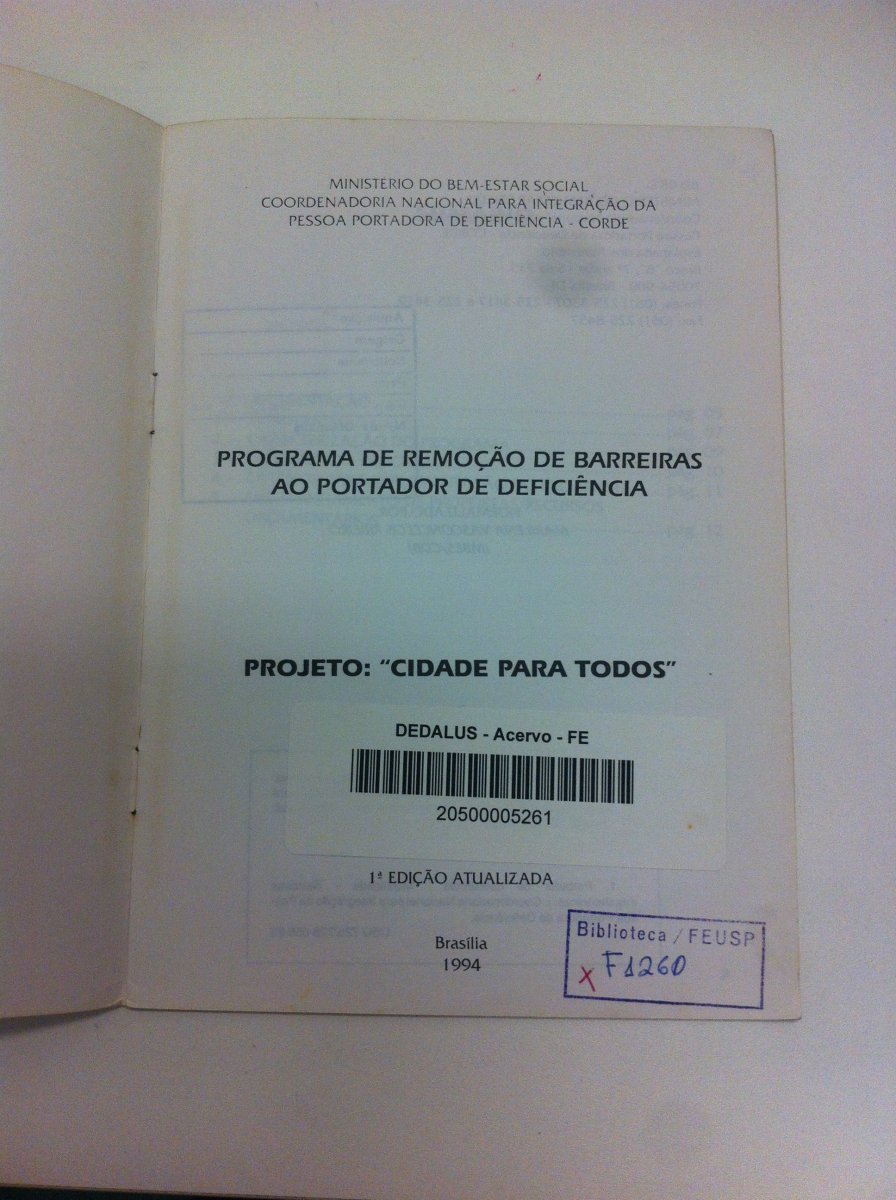 MINISTÉRIO DO BEM-ESTAR SOCIAL
COORDENADORIA NACIONAL PARA INTEGRAÇÃO DA
PESSOA PORTADORA DE DEFICIÊNCIA - CORDE
PROGRAMA DE REMOÇÃO DE BARREIRAS
AO PORTADOR DE DEFICIÊNCIA
PROJETO: “CIDADE PARA TODOS”
DEDALUS - Acervo - FE
20500005261
1ª EDIÇÃO ATUALIZADA
Brasília
1994
Biblioteca / FEUSP
X F1260